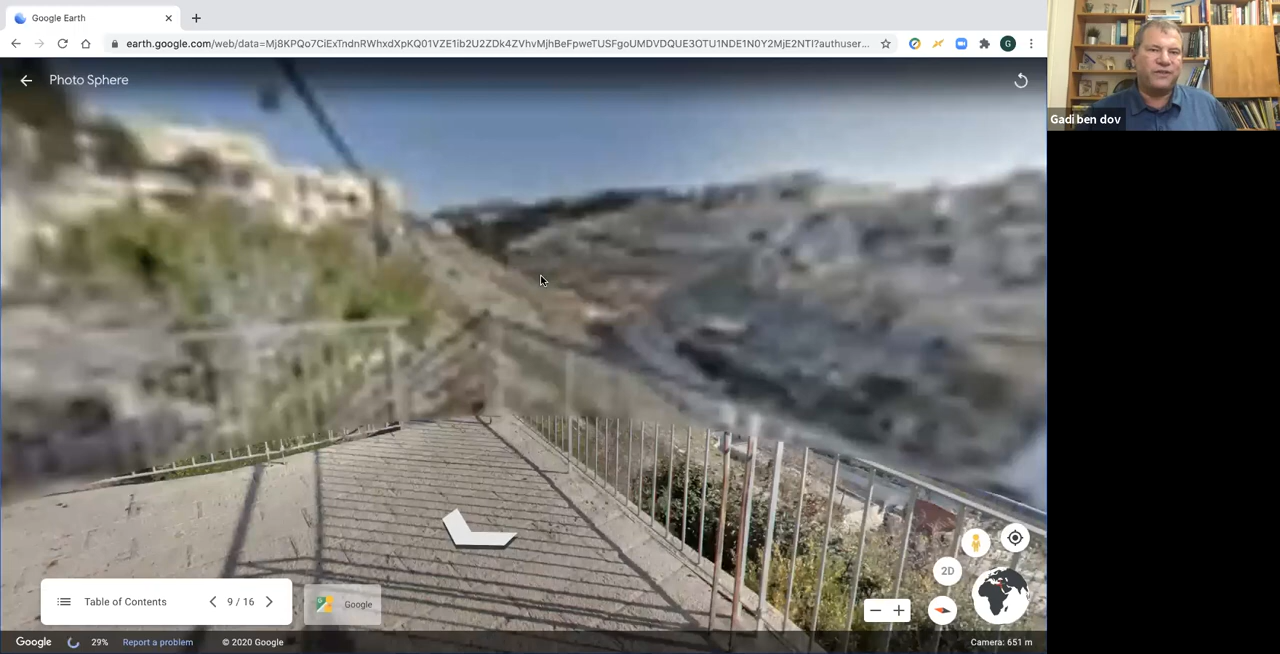 Google Earth
earth.google.com/web/data=Mj8KPQo7CiExTndnRWhxdXpKQ01VZE1ib2U2ZDk4ZVhvMjhBeFpweTUSFgoUMDVDQUE3OTU1NDE1N0Y2MjE2NTI?authuser...
G
Photo Sphere
Gadi ben dov
Table of Contents
9 / 16
Google
2D
Google
29%
Report a problem
© 2020 Google
Camera: 651 m